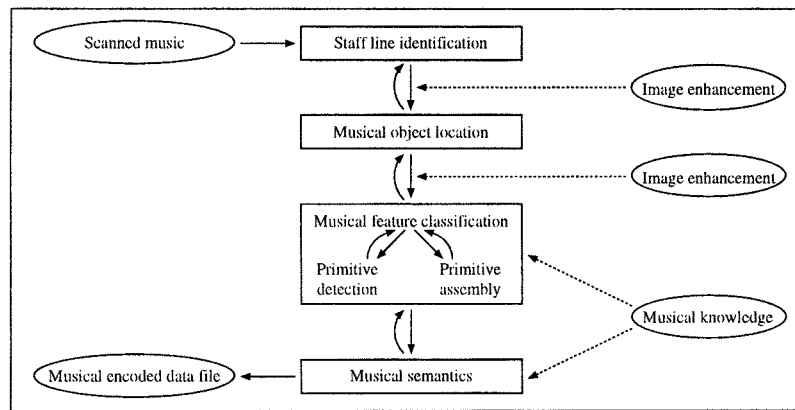 Scanned music
Staff line identification
Image enhancement
Musical object location
Image enhancement
Musical feature classification
Primitive
detection
Primitive
assembly
Musical knowledge
Musical encoded data file
Musical semantics